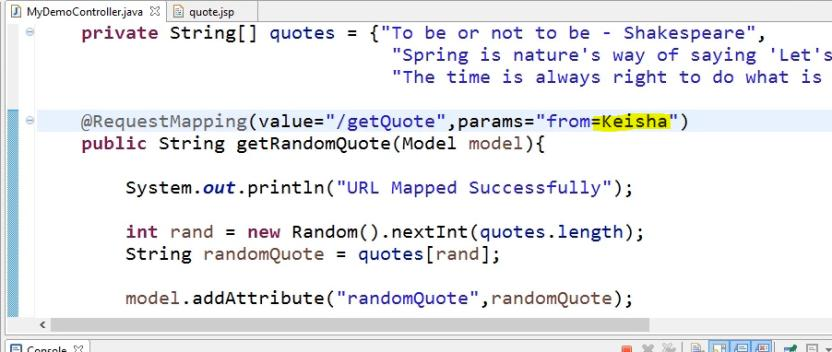 MyDemoController.java quote.jsp
private String[] quotes = {"To be or not to be - Shakespeare",
"Spring is nature's way of saying 'Let's
"The time is always right to do what is
@RequestMapping(value="/getQuote",params="from=Keisha")
public String getRandomQuote(Model model){
System.out.println("URL Mapped Successfully");
int rand = new Random().nextInt(quotes.length);
String randomQuote = quotes[rand];
model.addAttribute("randomQuote",randomQuote);
Console